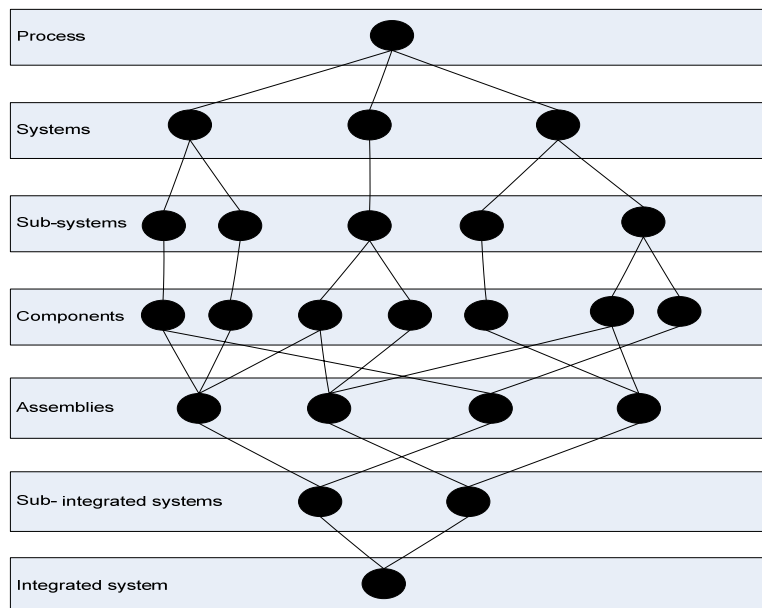 Process
Systems
Sub-systems
Components
Assemblies
Sub- integrated systems
Integrated system